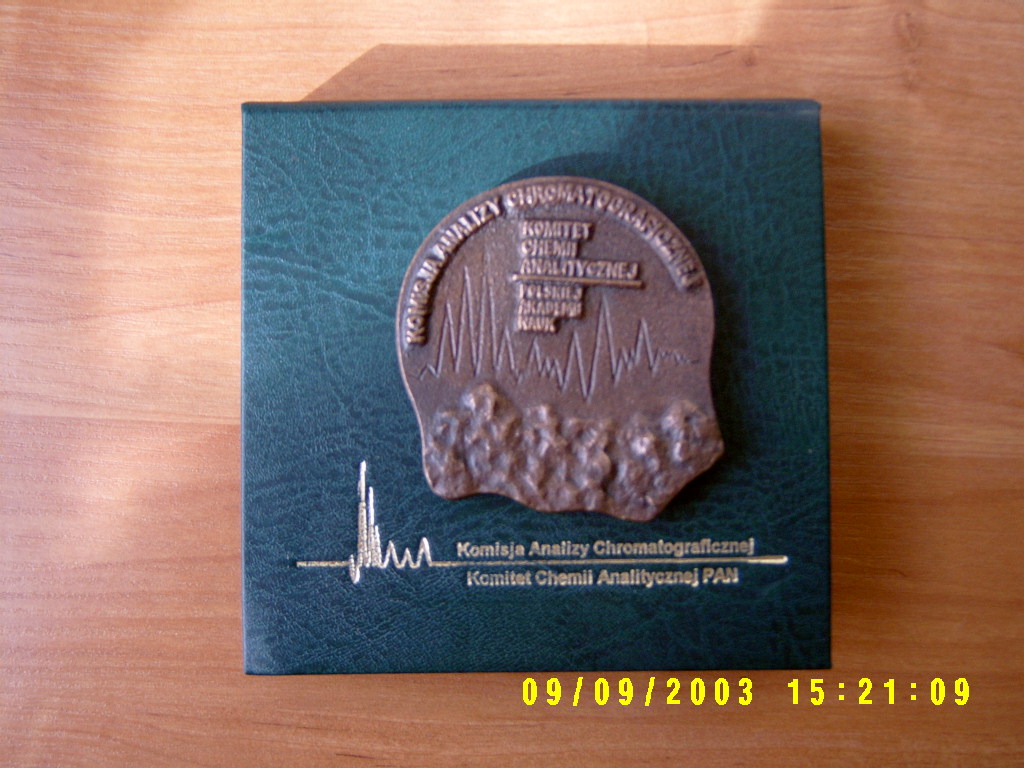 KOMISJA ANALIZY CHROMATOGRAFICZNEJ
KOMITET
CHEMII
ANALITYCZNEJ
POLSKIEJ
AKADEMII
NAUK
Komisja Analizy Chromatograficznej
Komitet Chemii Analitycznej PAN
09/09/2003 15:21:09